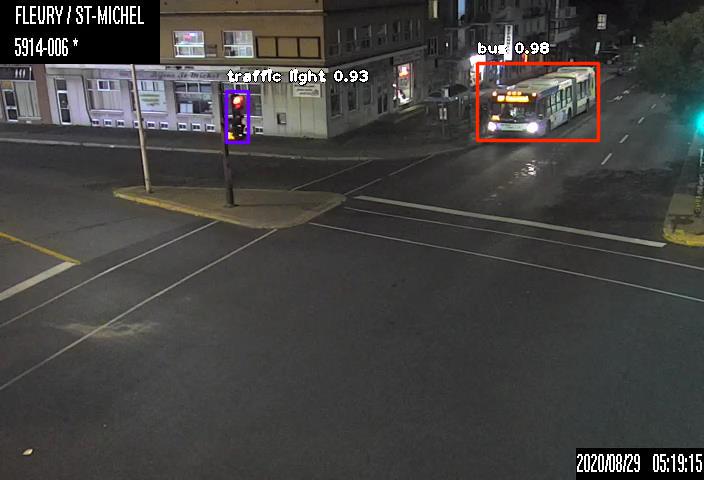 FLEURY / ST-MICHEL
5914-006 *
bus 0.98
traffic light 0.93
2020/08/29 05:19:15